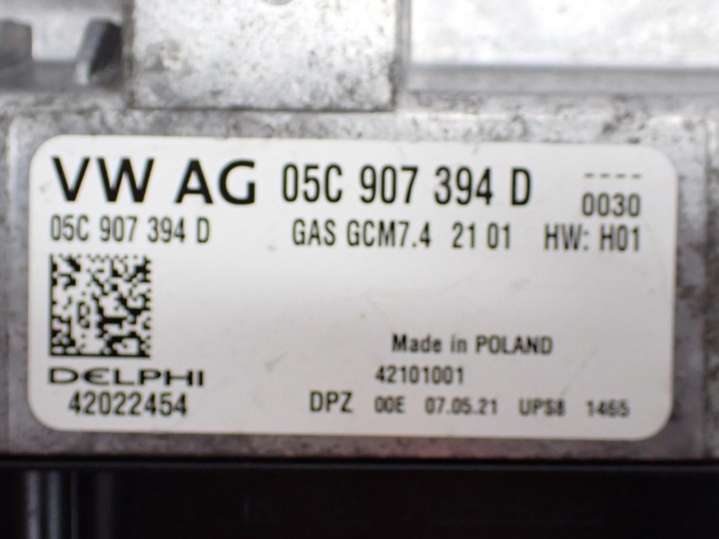 VW AG 05C 907 394 D ----
0030
05C 907 394 D GAS GCM7.4 21 01 HW: H01
Made in POLAND
DELPHI 42101001
42022454 DPZ 00E 07.05.21 UPS8 1465